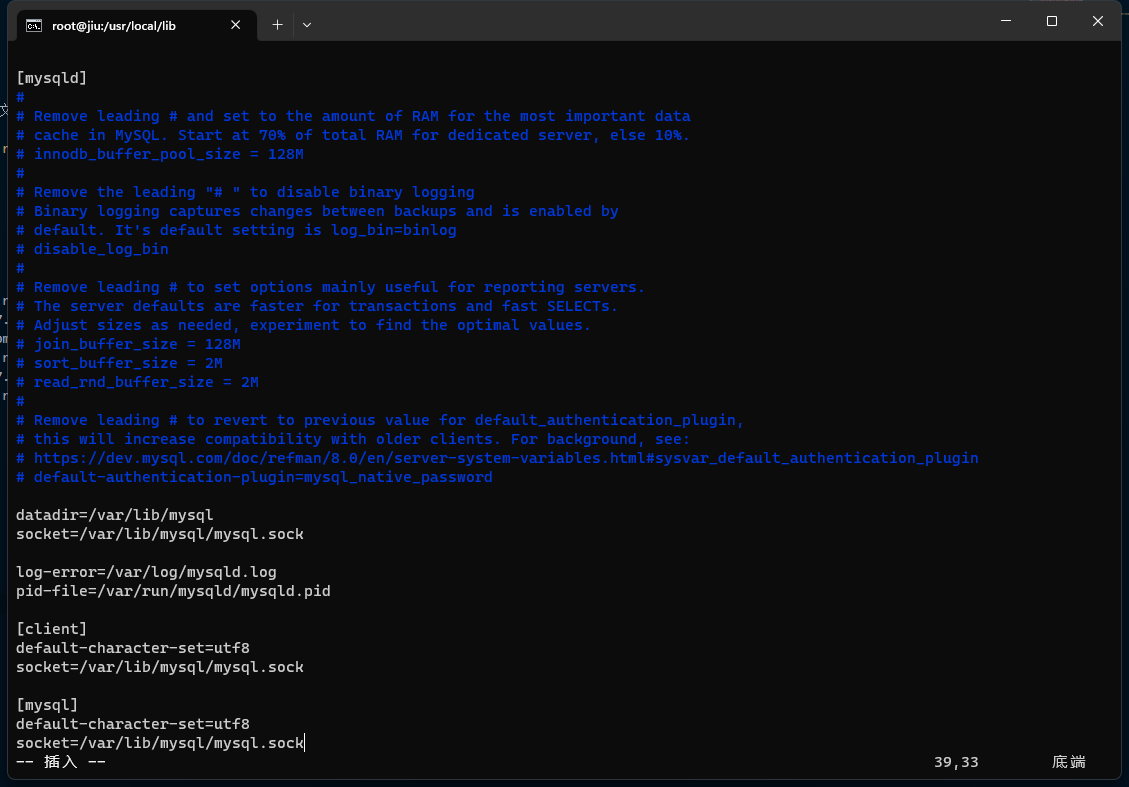 root@jiu:/usr/local/lib
[mysqld]
#
# Remove leading # and set to the amount of RAM for the most important data
# cache in MySQL. Start at 70% of total RAM for dedicated server, else 10%.
# innodb_buffer_pool_size = 128M
#
# Remove the leading "# " to disable binary logging
# Binary logging captures changes between backups and is enabled by
# default. It's default setting is log_bin=binlog
# disable_log_bin
#
# Remove leading # to set options mainly useful for reporting servers.
# The server defaults are faster for transactions and fast SELECTs.
# Adjust sizes as needed, experiment to find the optimal values.
# join_buffer_size = 128M
# sort_buffer_size = 2M
# read_rnd_buffer_size = 2M
#
# Remove leading # to revert to previous value for default_authentication_plugin,
# this will increase compatibility with older clients. For background, see:
# https://dev.mysql.com/doc/refman/8.0/en/server-system-variables.html#sysvar_default_authentication_plugin
# default-authentication-plugin=mysql_native_password
datadir=/var/lib/mysql
socket=/var/lib/mysql/mysql.sock
log-error=/var/log/mysqld.log
pid-file=/var/run/mysqld/mysqld.pid
[client]
default-character-set=utf8
socket=/var/lib/mysql/mysql.sock
[mysql]
default-character-set=utf8
socket=/var/lib/mysql/mysql.sock
-- 插入 -- 39,33 底端